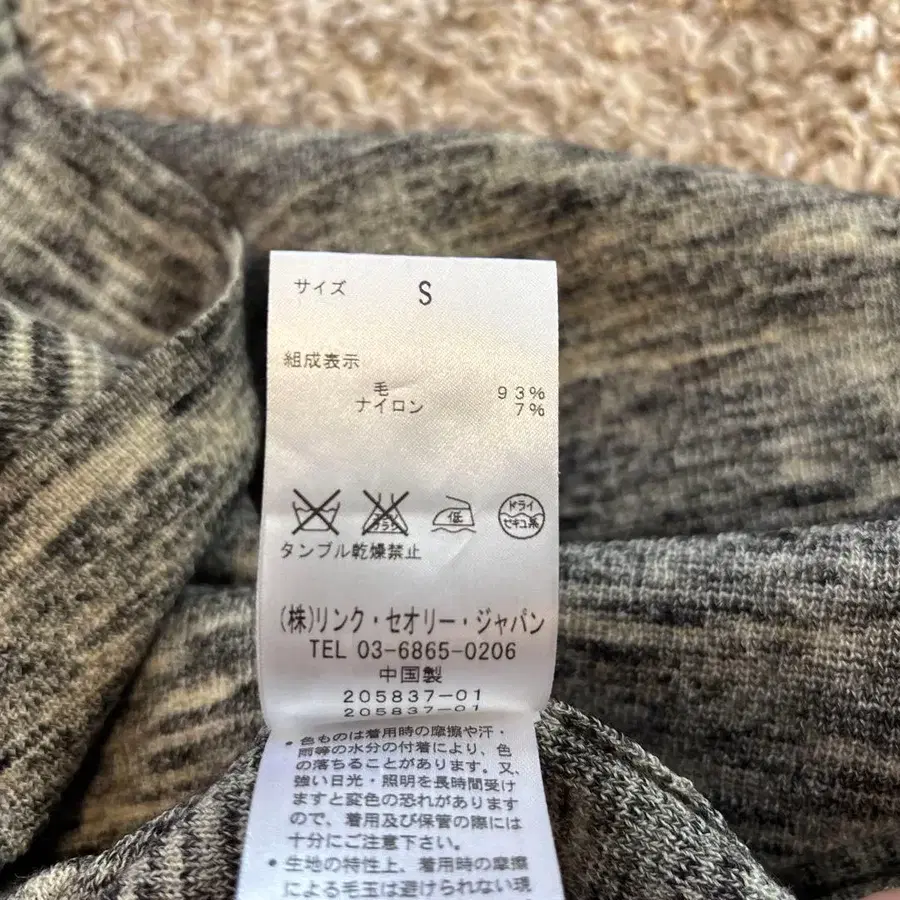 サイズ S
組成表示
毛 93%
ナイロン 7%
低 ドライ
セキユ系
タンブル乾燥禁止
(株)リンク・セオリー・ジャパン
TEL 03-6865-0206
中国製
205837-01
205837-01
・色ものは着用時の摩擦や汗・
雨等の水分の付着により、色
の落ちることがあります。又、
強い日光・照明を長時間受け
ますと変色の恐れがあります
ので、着用及び保管の際には
十分にご注意下さい。
・生地の特性上、着用時の摩擦
による毛玉は避けられない現